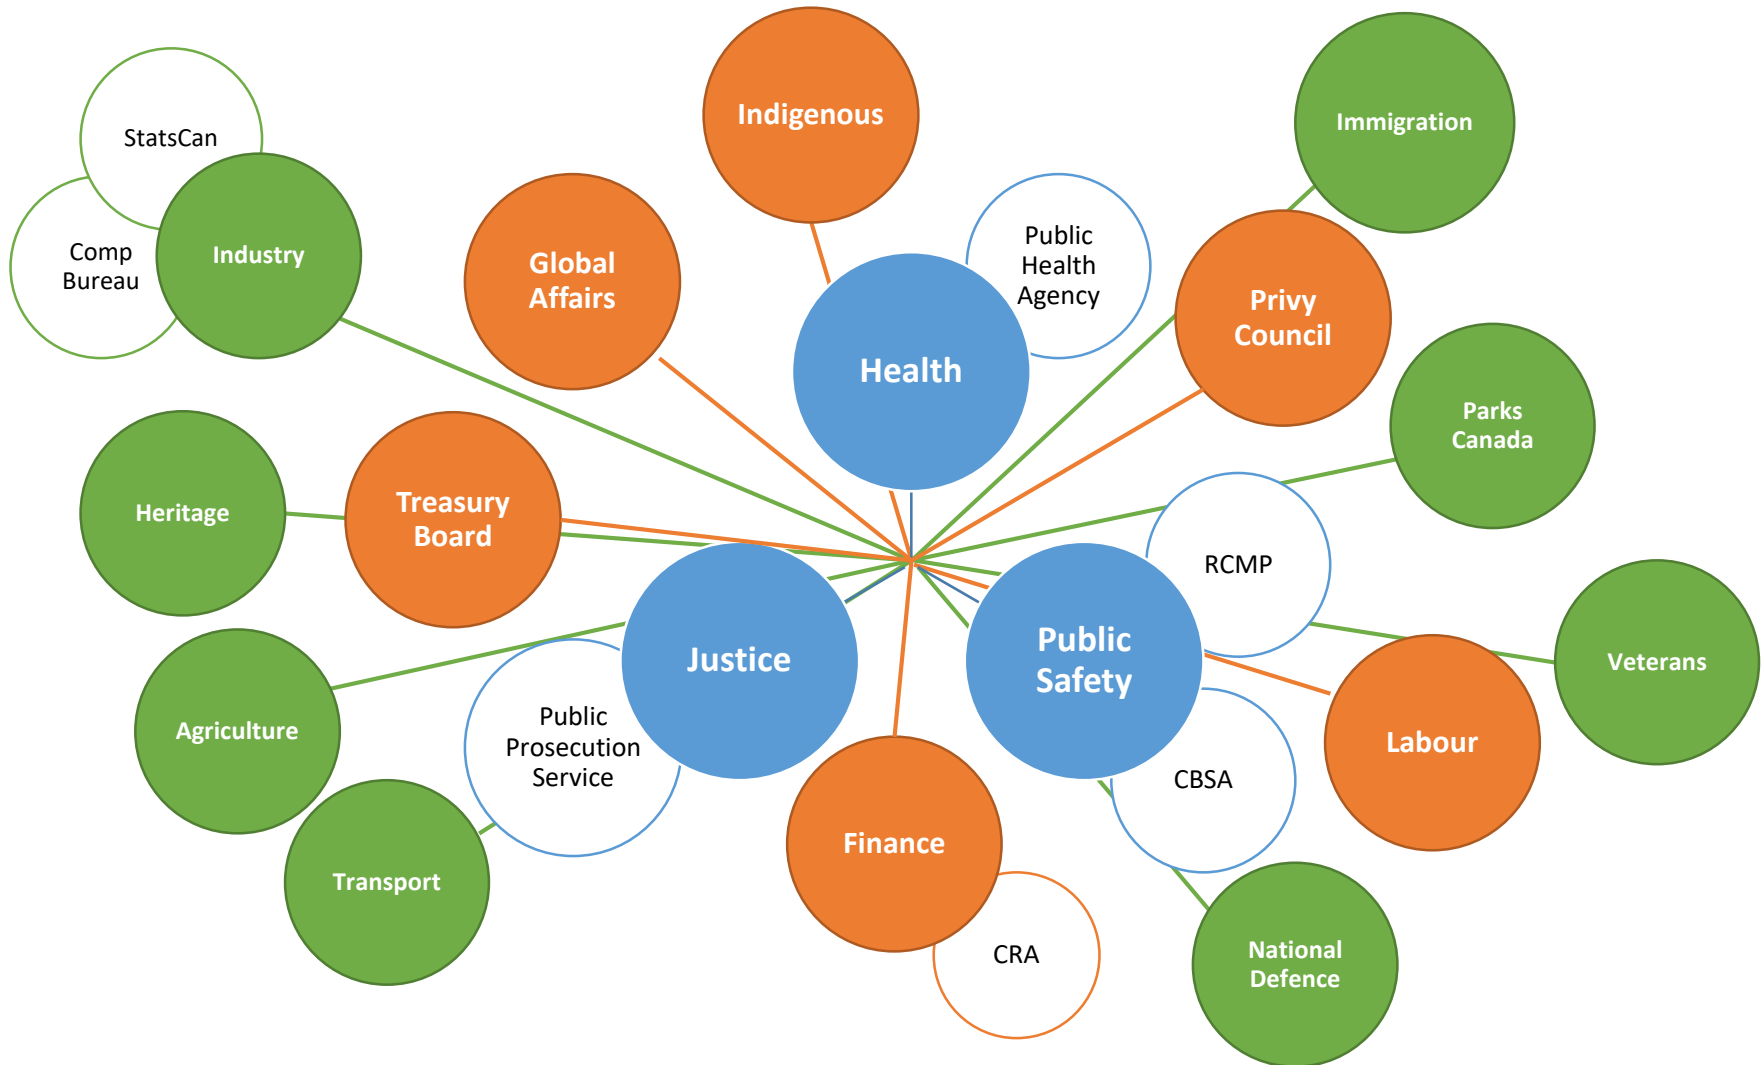 Indigenous
Immigration
StatsCan
Comp
Bureau
Industry
Global
Affairs
Public
Health
Agency
Privy
Council
Health
Parks
Canada
Heritage
Treasury
Board
RCMP
Justice
Public
Safety
Veterans
Agriculture
Public
Prosecution
Service
Labour
CBSA
Finance
Transport
CRA
National
Defence